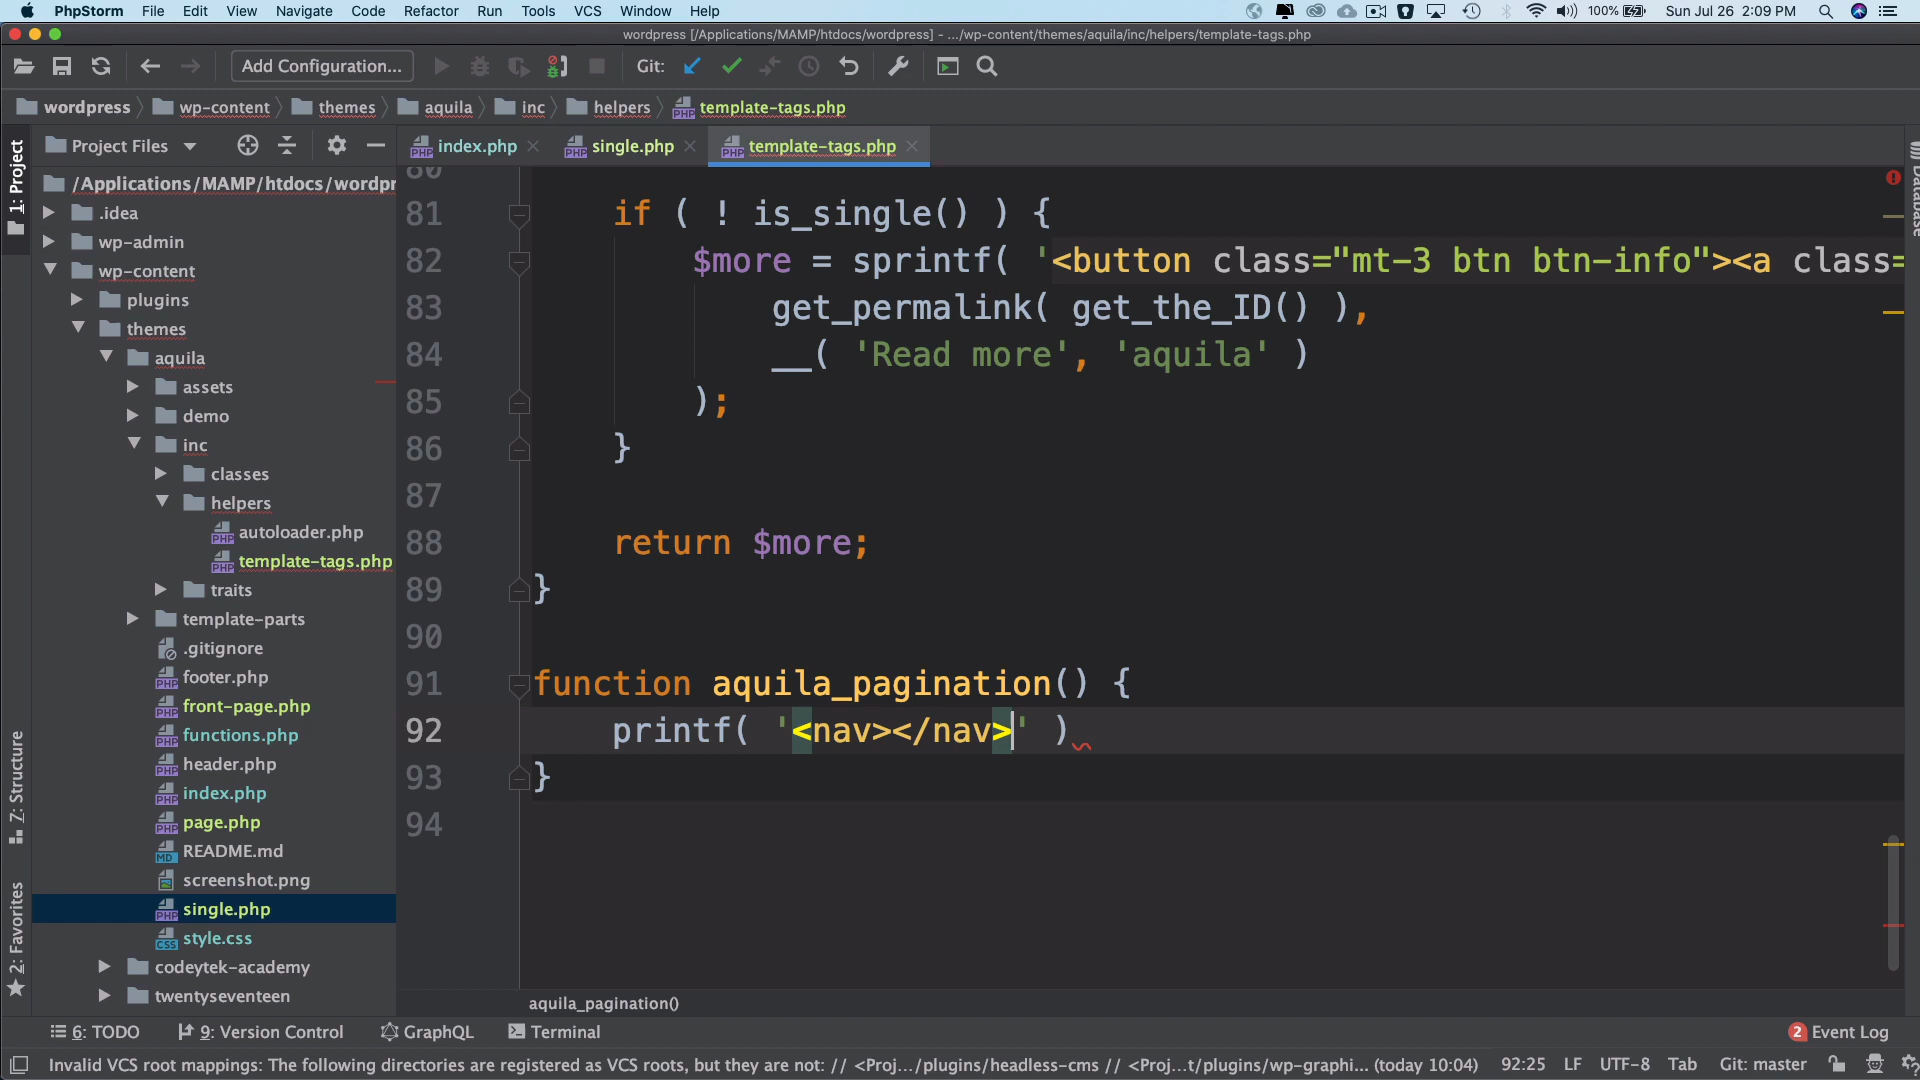 PhpStorm File Edit View Navigate Code Refactor Run Tools VCS Window Help 100% Sun Jul 26 2:09 PM
wordpress [/Applications/MAMP/htdocs/wordpress] - .../wp-content/themes/aquila/inc/helpers/template-tags.php
Add Configuration... Git:
wordpress wp-content themes aquila inc helpers template-tags.php
Project Files
index.php single.php template-tags.php
1: Project
Database
/Applications/MAMP/htdocs/wordpr
.idea
wp-admin
wp-content
plugins
themes
aquila
assets
demo
inc
classes
helpers
autoloader.php
template-tags.php
traits
template-parts
.gitignore
footer.php
front-page.php
functions.php
header.php
index.php
page.php
README.md
screenshot.png
single.php
style.css
codeytek-academy
twentyseventeen
7: Structure
2: Favorites
80
81 if ( ! is_single() ) {
82 $more = sprintf( '<button class="mt-3 btn btn-info"><a class=
83 get_permalink( get_the_ID() ),
84 __( 'Read more', 'aquila' )
85 );
86 }
87
88 return $more;
89 }
90
91 function aquila_pagination() {
92 printf( '<nav></nav>' )
93 }
94
aquila_pagination()
6: TODO 9: Version Control GraphQL Terminal 2 Event Log
Invalid VCS root mappings: The following directories are registered as VCS roots, but they are not: // <Proj.../plugins/headless-cms // <Proj...t/plugins/wp-graphi... (today 10:04) 92:25 LF UTF-8 Tab Git: master